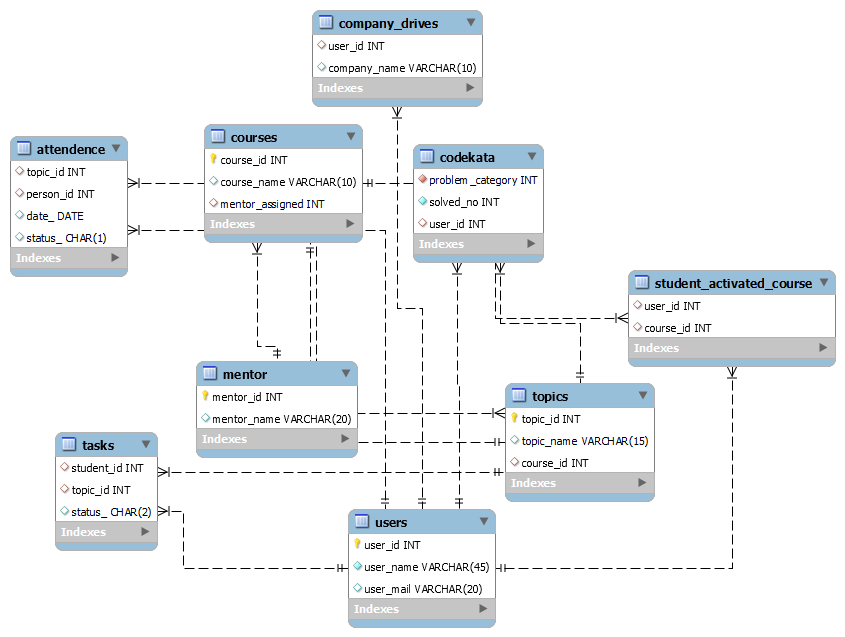 company_drives
user_id INT
company_name VARCHAR(10)
Indexes
courses
course_id INT
course_name VARCHAR(10)
mentor_assigned INT
Indexes
attendence
topic_id INT
person_id INT
date_ DATE
status_ CHAR(1)
Indexes
codekata
problem_category INT
solved_no INT
user_id INT
Indexes
student_activated_course
user_id INT
course_id INT
Indexes
mentor
mentor_id INT
mentor_name VARCHAR(20)
Indexes
topics
topic_id INT
topic_name VARCHAR(15)
course_id INT
Indexes
tasks
student_id INT
topic_id INT
status_ CHAR(2)
Indexes
users
user_id INT
user_name VARCHAR(45)
user_mail VARCHAR(20)
Indexes